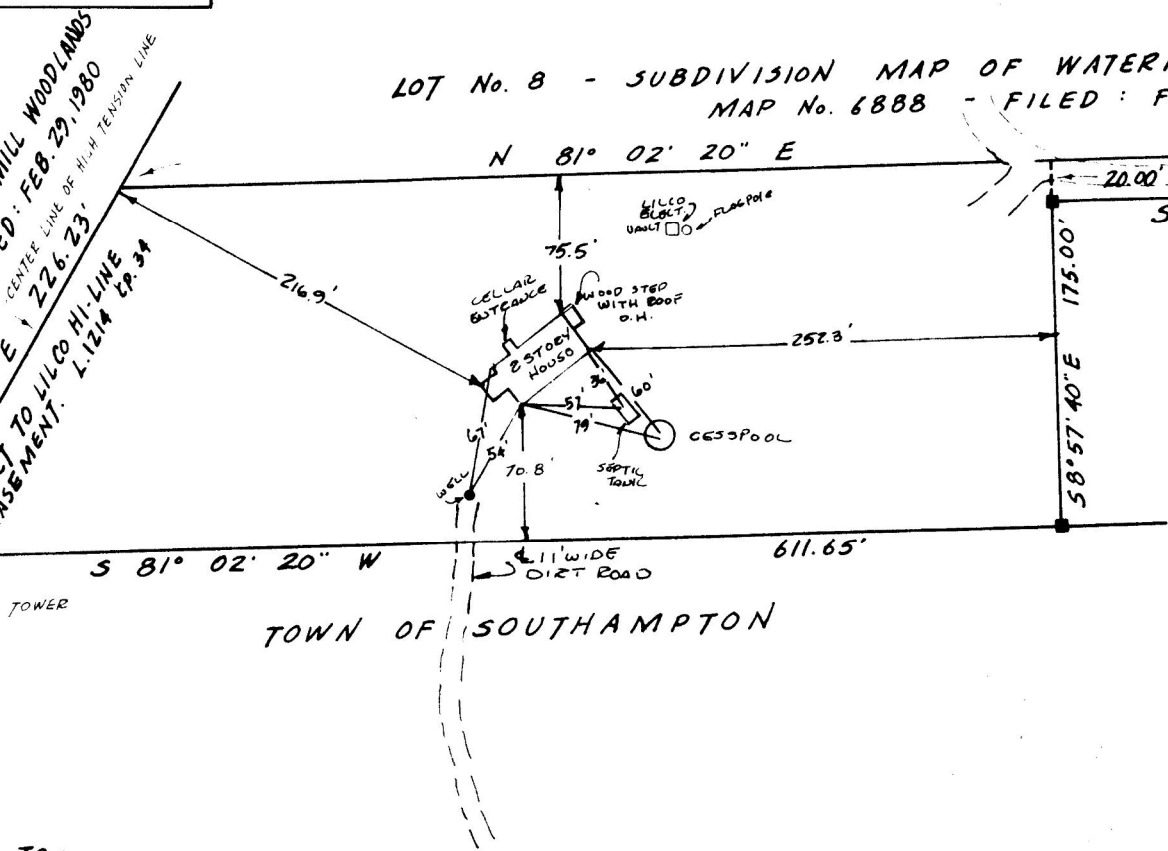 LOT No. 8 - SUBDIVISION MAP OF
MAP No. 6888 - FILED :
MILL WOODLANDS
FEB. 29, 1980
CENTER LINE OF HIGH TENSION LINE
E 226.23'
TO LILCO HI-LINE
L.1214 cp. 34
N 81° 02' 20" E
20.00'
S
LILCO
ELECT.
VAULT
FLAGPOLE
75.5'
175.00'
216.9'
CELLAR
ENTRANCE
WOOD STEP
WITH ROOF
O.H.
2 STORY
HOUSE
252.3'
36'
60'
57'
79'
CESSPOOL
67'
54'
70.8'
SEPTIC
TANK
WELL
S8°57'40"E
S 81° 02' 20" W
11' WIDE
DIRT ROAD
611.65'
TOWER
TOWN OF SOUTHAMPTON